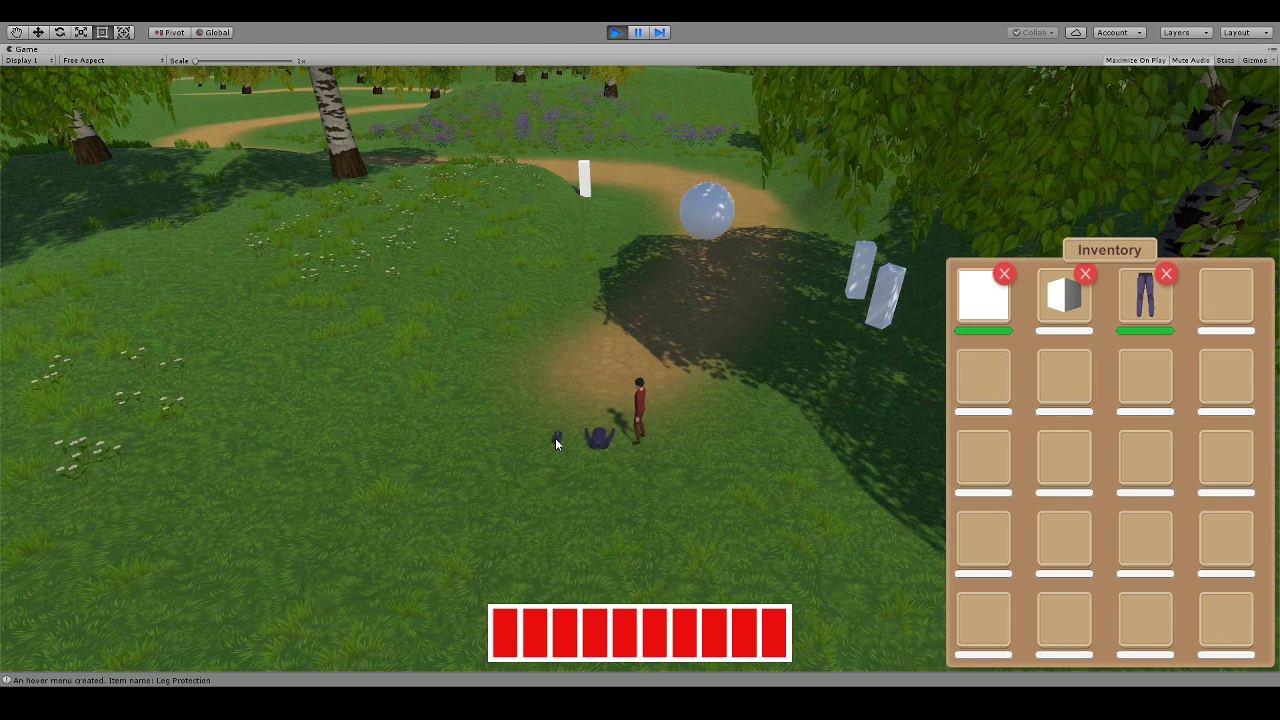 Pivot Global Collab Account Layers Layout
Game
Display 1 Free Aspect Scale 1x Maximize On Play Mute Audio Stats Gizmos
Inventory
An hover menu created. Item name: Leg Protection